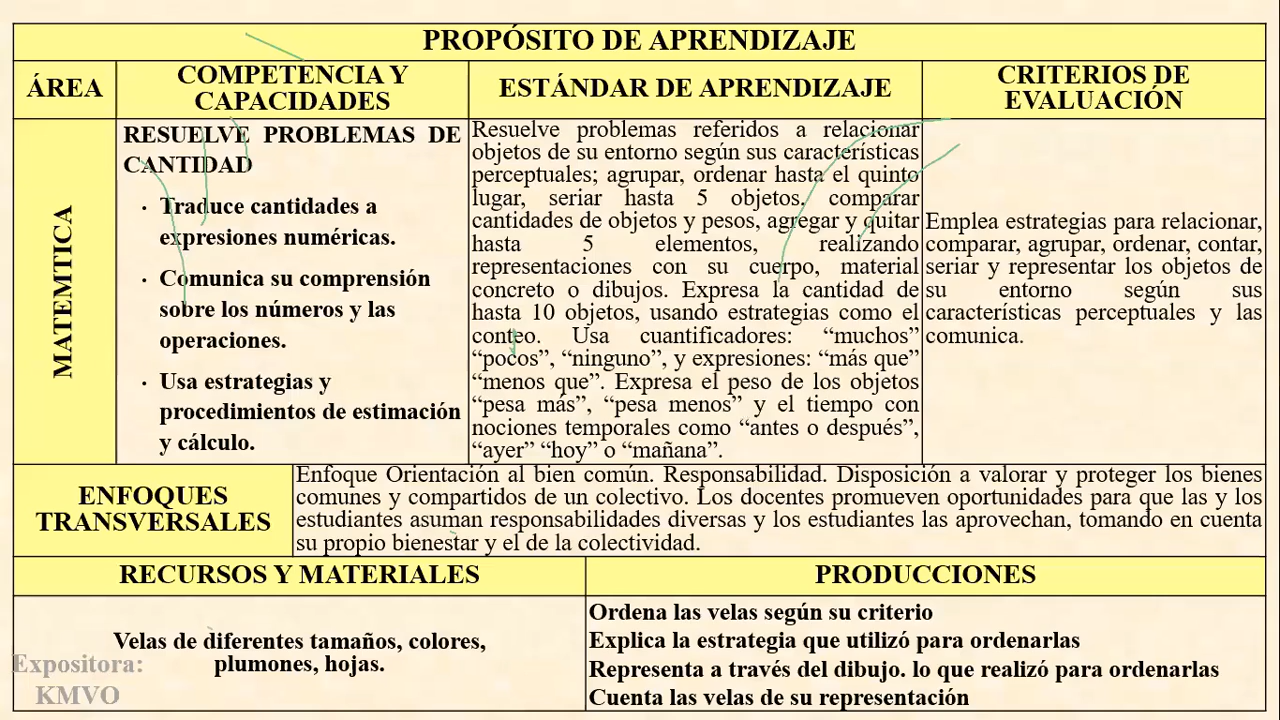 PROPÓSITO DE APRENDIZAJE
ÁREA
COMPETENCIA Y
CAPACIDADES
ESTÁNDAR DE APRENDIZAJE
CRITERIOS DE
EVALUACIÓN
MATEMTICA
RESUELVE PROBLEMAS DE
CANTIDAD
· Traduce cantidades a
expresiones numéricas.
· Comunica su comprensión
sobre los números y las
operaciones.
· Usa estrategias y
procedimientos de estimación
y cálculo.
Resuelve problemas referidos a relacionar
objetos de su entorno según sus características
perceptuales; agrupar, ordenar hasta el quinto
lugar, seriar hasta 5 objetos, comparar
cantidades de objetos y pesos, agregar y quitar
hasta 5 elementos, realizando
representaciones con su cuerpo, material
concreto o dibujos. Expresa la cantidad de
hasta 10 objetos, usando estrategias como el
conteo. Usa cuantificadores: “muchos”
“pocos”, “ninguno”, y expresiones: “más que”
“menos que”. Expresa el peso de los objetos
“pesa más”, “pesa menos” y el tiempo con
nociones temporales como “antes o después”,
“ayer” “hoy” o “mañana”.
Emplea estrategias para relacionar,
comparar, agrupar, ordenar, contar,
seriar y representar los objetos de
su entorno según sus
características perceptuales y las
comunica.
ENFOQUES
TRANSVERSALES
Enfoque Orientación al bien común. Responsabilidad. Disposición a valorar y proteger los bienes
comunes y compartidos de un colectivo. Los docentes promueven oportunidades para que las y los
estudiantes asuman responsabilidades diversas y los estudiantes las aprovechan, tomando en cuenta
su propio bienestar y el de la colectividad.
RECURSOS Y MATERIALES
PRODUCCIONES
Velas de diferentes tamaños, colores,
plumones, hojas.
Ordena las velas según su criterio
Explica la estrategia que utilizó para ordenarlas
Representa a través del dibujo. lo que realizó para ordenarlas
Cuenta las velas de su representación
Expositora:
KMVO